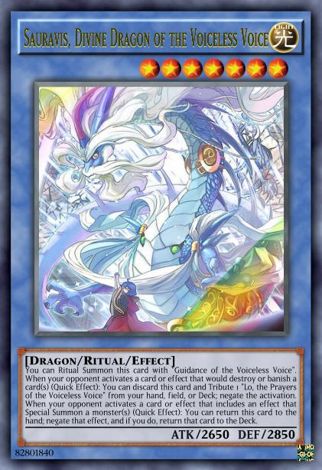 Sauravis, Divine Dragon of the Voiceless Voice
LIGHT
光
[Dragon/Ritual/Effect]
You can Ritual Summon this card with "Guidance of the Voiceless Voice".
When your opponent activates a card or effect that would destroy or banish a
card(s) (Quick Effect): You can discard this card and Tribute 1 "Lo, the Prayers
of the Voiceless Voice" from your hand, field, or Deck; negate the activation.
When your opponent activates a card or effect that includes an effect that
Special Summon a monster(s) (Quick Effect): You can return this card to the
hand; negate that effect, and if you do, return that card to the Deck.
ATK/2650 DEF/2850
82801840